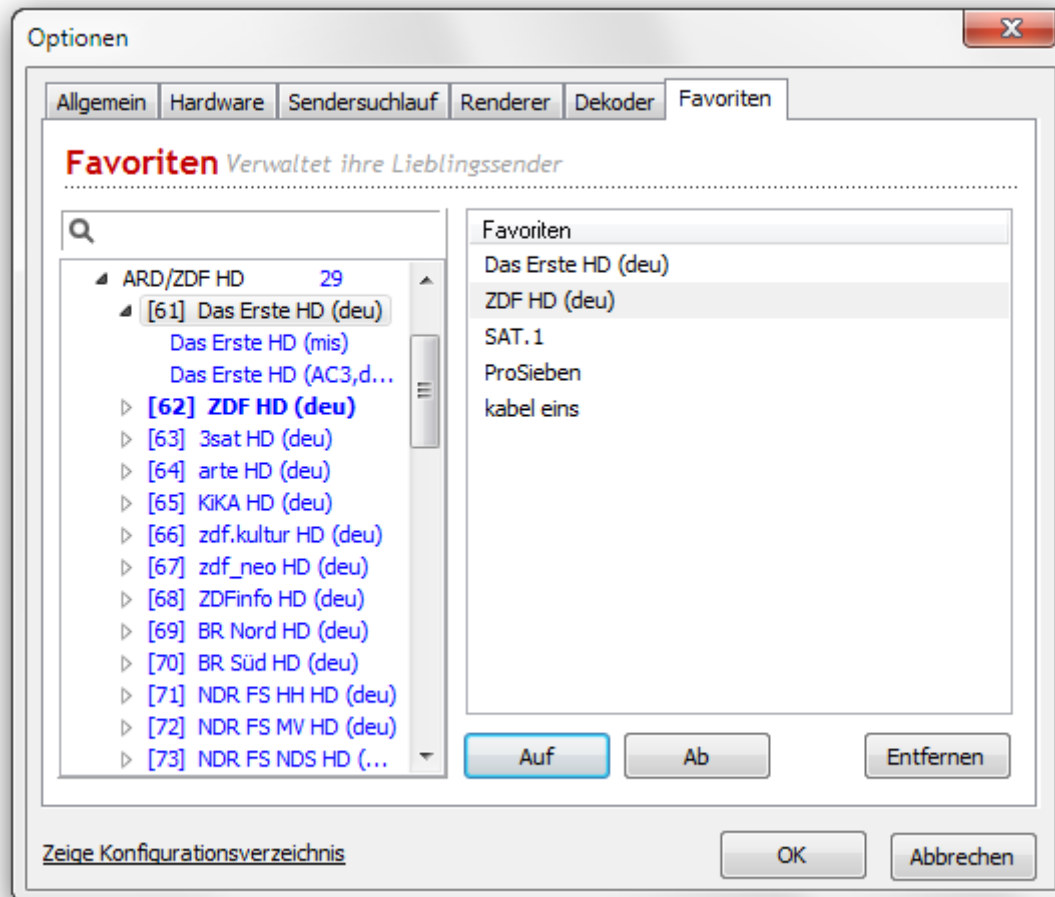 Optionen
Allgemein Hardware Sendersuchlauf Renderer Dekoder Favoriten
Favoriten Verwaltet ihre Lieblingssender
ARD/ZDF HD 29
[61] Das Erste HD (deu)
Das Erste HD (mis)
Das Erste HD (AC3,d...
[62] ZDF HD (deu)
[63] 3sat HD (deu)
[64] arte HD (deu)
[65] KiKA HD (deu)
[66] zdf.kultur HD (deu)
[67] zdf_neo HD (deu)
[68] ZDFinfo HD (deu)
[69] BR Nord HD (deu)
[70] BR Süd HD (deu)
[71] NDR FS HH HD (deu)
[72] NDR FS MV HD (deu)
[73] NDR FS NDS HD (...
Favoriten
Das Erste HD (deu)
ZDF HD (deu)
SAT.1
ProSieben
kabel eins
Auf Ab Entfernen
Zeige Konfigurationsverzeichnis
OK Abbrechen